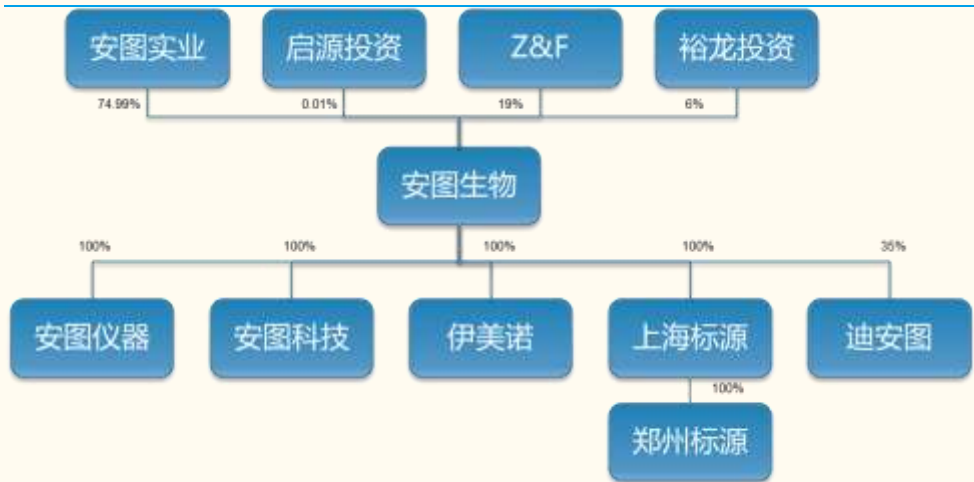 安图实业
启源投资
Z&F
裕龙投资
74.99%
0.01%
19%
6%
安图生物
100%
100%
100%
100%
35%
安图仪器
安图科技
伊美诺
上海标源
迪安图
100%
郑州标源